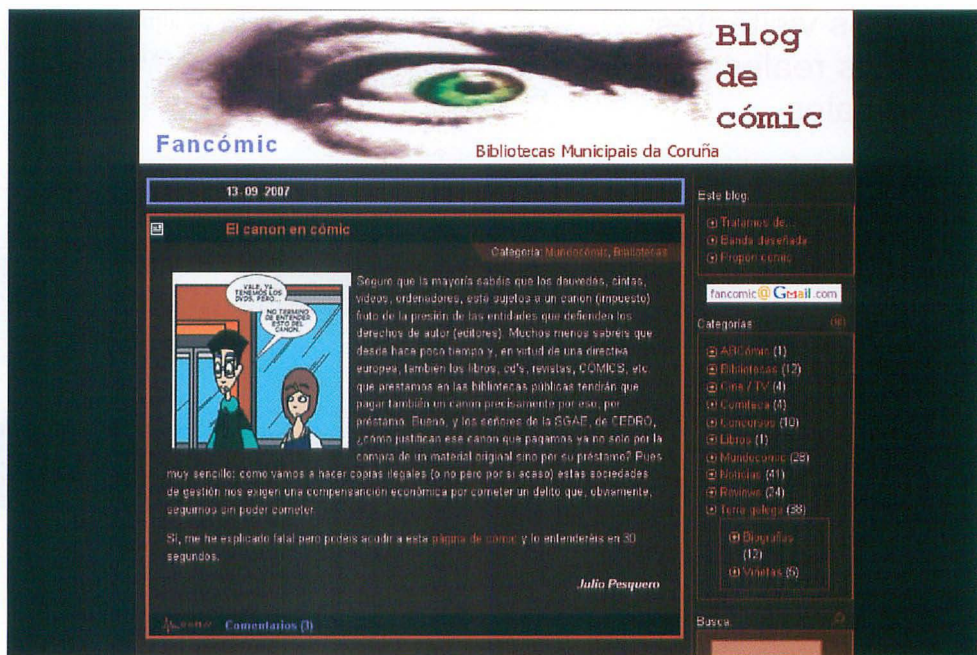 Blog
de
cómic
Fancómic
Bibliotecas Municipais da Coruña
13-09-2007
El canon en cómic
Categoría: Mundocómic, Bibliotecas
VALE, YA
TENEMOS LOS
DVDS, PERO...
NO TERMINO
DE ENTENDER
ESTO DEL
CANON.
Seguro que la mayoría sabéis que los deuvedés, cintas,
vídeos, ordenadores, está sujetos a un canon (impuesto)
fruto de la presión de las entidades que defienden los
derechos de autor (editores). Muchos menos sabréis que
desde hace poco tiempo y, en virtud de una directiva
europea, también los libros, cd's, revistas, COMICS, etc
que prestamos en las bibliotecas públicas tendrán que
pagar también un canon precisamente por eso, por
préstamo. Bueno, y los señores de la SGAE, de CEDRO,
¿cómo justifican ese canon que pagamos ya no solo por la
compra de un material original sino por su préstamo? Pues
muy sencillo: como vamos a hacer copias ilegales (o no pero por si acaso) estas sociedades
de gestión nos exigen una compensanción económica por cometer un delito que, obviamente,
seguimos sin poder cometer.
Sí, me he explicado fatal pero podéis acudir a esta página de cómic y lo entenderéis en 30
segundos.
Julio Pesquero
Comentarios (3)
Este blog:
Tratamos de...
Banda deseñada
Propón cómic
fancomic@Gmail.com
Categorías
ABCómic (1)
Bibliotecas (12)
Cine / TV (4)
Comiteca (4)
Concursos (10)
Libros (1)
Mundocómic (28)
Noticias (41)
Reviews (24)
Terra galega (38)
Biografías
(12)
Viñetas (6)
Busca: